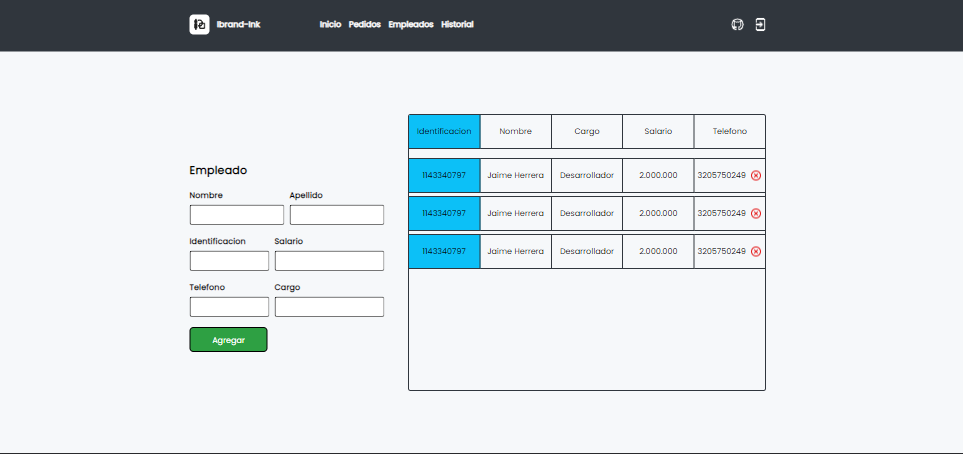 Ibrand-Ink Inicio Pedidos Empleados Historial
Empleado
Nombre Apellido
Identificacion Salario
Telefono Cargo
Agregar
Identificacion Nombre Cargo Salario Telefono
1143340797 Jaime Herrera Desarrollador 2.000.000 3205750249
1143340797 Jaime Herrera Desarrollador 2.000.000 3205750249
1143340797 Jaime Herrera Desarrollador 2.000.000 3205750249